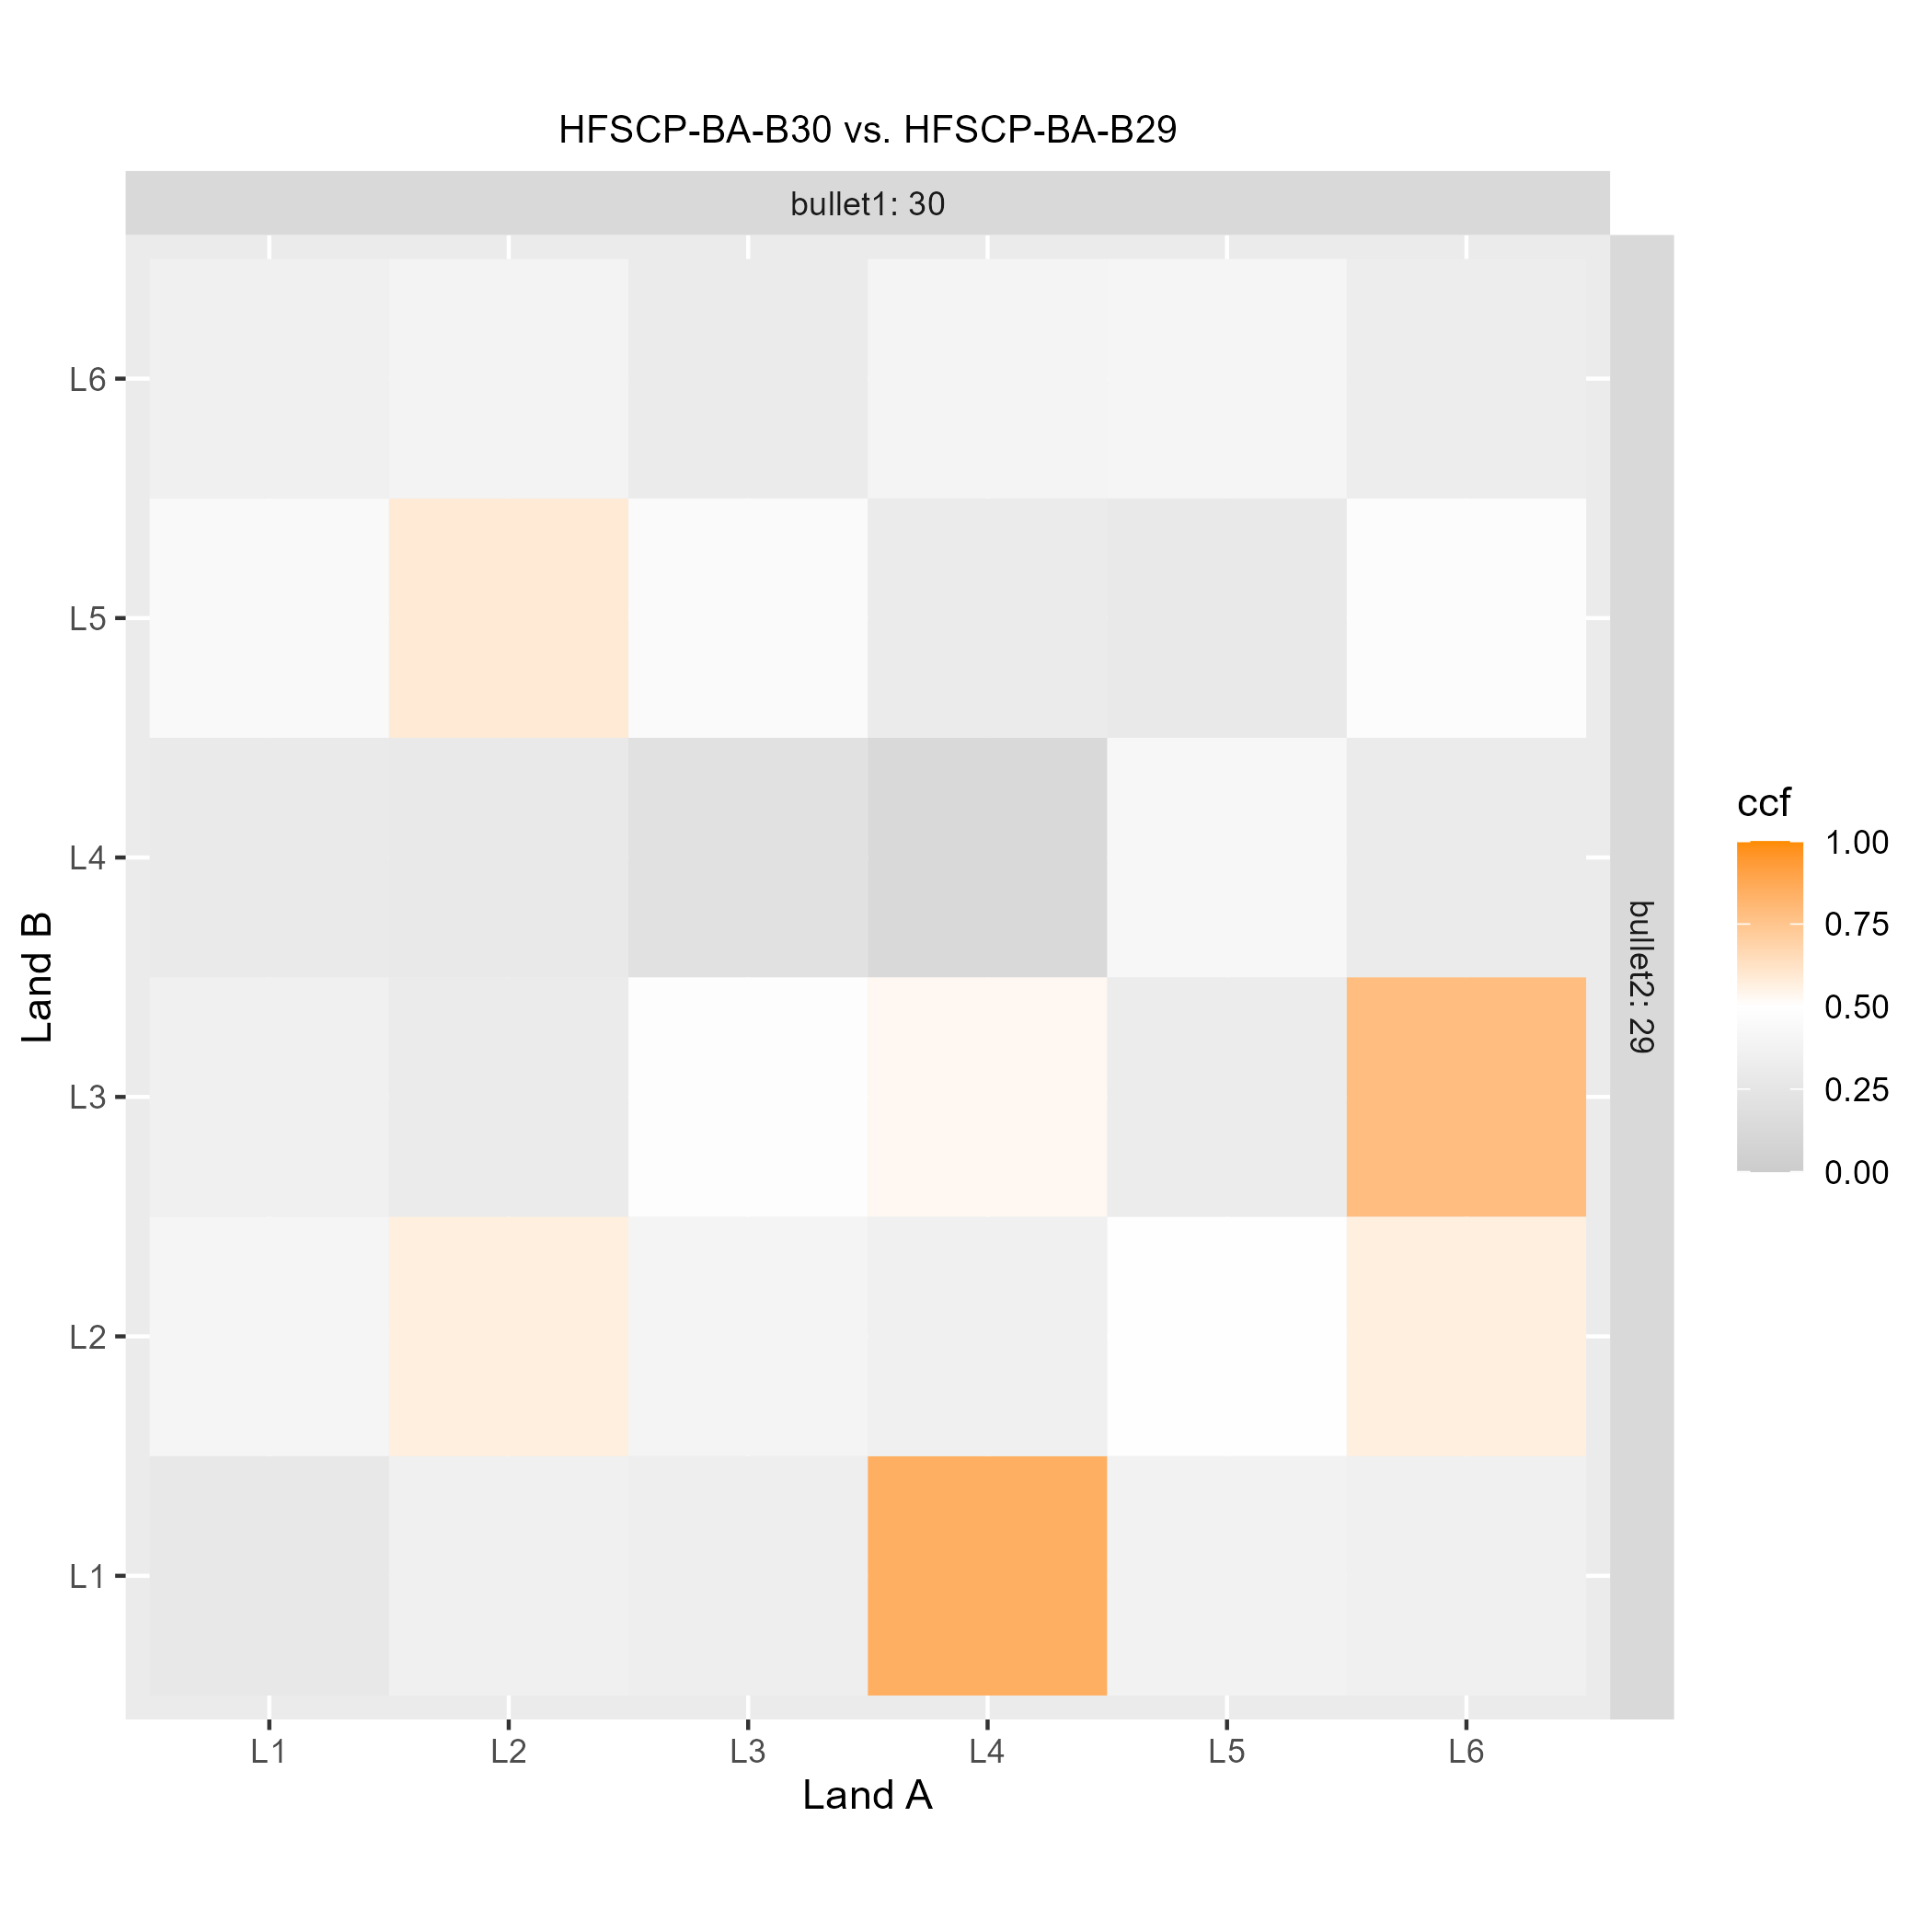 HFSCP-BA-B30 vs. HFSCP-BA-B29
bullet1: 30
L6
L5
L4
L3
L2
L1
Land B
bullet2: 29
L1 L2 L3 L4 L5 L6
Land A
ccf
1.00
0.75
0.50
0.25
0.00